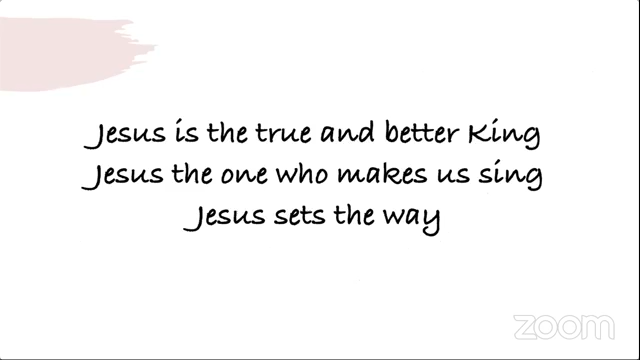 Jesus is the true and better King
Jesus the one who makes us sing
Jesus sets the way
zoom